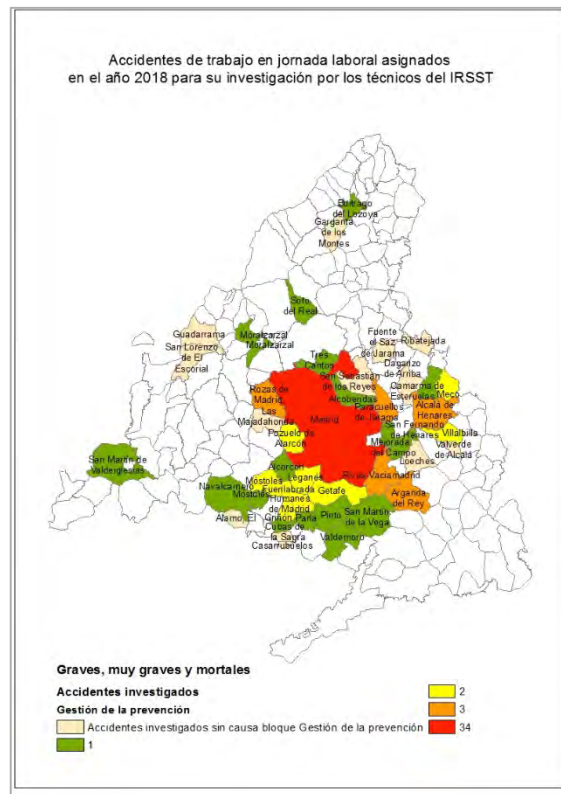 Accidentes de trabajo en jornada laboral asignados
en el año 2018 para su investigación por los técnicos del IRSST
Buitrago
del Lozoya
Garganta
de los
Montes
Soto
del Real
Guadarrama
San Lorenzo
de El
Escorial
Moralzarzal
Moralzarzal
Fuente
el Saz
de Jarama
Ribatejada
Tres
Cantos
San Sebastián
de los Reyes
Daganzo
de Arriba
Camarma de
Esteruelas
Meco
Rozas de
Madrid,
Las
Alcobendas
Paracuellos
de Jarama
Alcalá de
Henares
Madrid
Majadahonda
San Fernando
de Henares
Villalbilla
Pozuelo de
Alarcón
Mejorada
del Campo
Valverde
de Alcalá
Loeches
San Martín de
Valdeiglesias
Alcorcón
Leganés
Rivas-Vaciamadrid
Navalcarnero
Móstoles
Móstoles
Fuenlabrada
Getafe
Arganda
del Rey
Humanes
de Madrid
Alamo, El
Griñón
Parla
Pinto
San Martín
de la Vega
Cubas de
la Sagra
Casarrubuelos
Valdemoro
Graves, muy graves y mortales
Accidentes investigados
Gestión de la prevención
Accidentes investigados sin causa bloque Gestión de la prevención
1
2
3
34